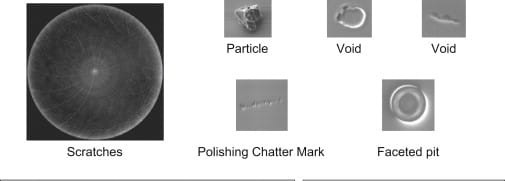 Particle
Void
Void
Scratches
Polishing Chatter Mark
Faceted pit